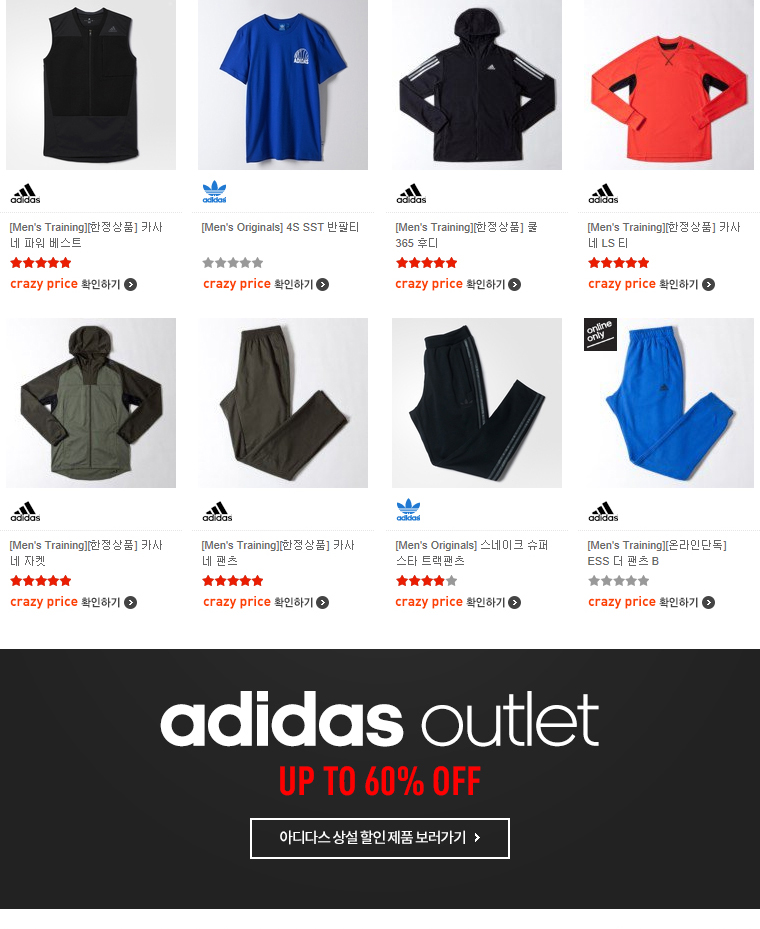 adidas
adidas
adidas
adidas
[Men's Training][한정상품] 카사
네 파워 베스트
[Men's Originals] 4S SST 반팔티
[Men's Training][한정상품] 쿨
365 후디
[Men's Training][한정상품] 카사
네 LS 티
crazy price 확인하기
crazy price 확인하기
crazy price 확인하기
crazy price 확인하기
online
only
adidas
adidas
adidas
adidas
[Men's Training][한정상품] 카사
네 자켓
[Men's Training][한정상품] 카사
네 팬츠
[Men's Originals] 스네이크 슈퍼
스타 트랙팬츠
[Men's Training][온라인단독]
ESS 더 팬츠 B
crazy price 확인하기
crazy price 확인하기
crazy price 확인하기
crazy price 확인하기
adidas outlet
UP TO 60% OFF
아디다스 상설 할인 제품 보러가기